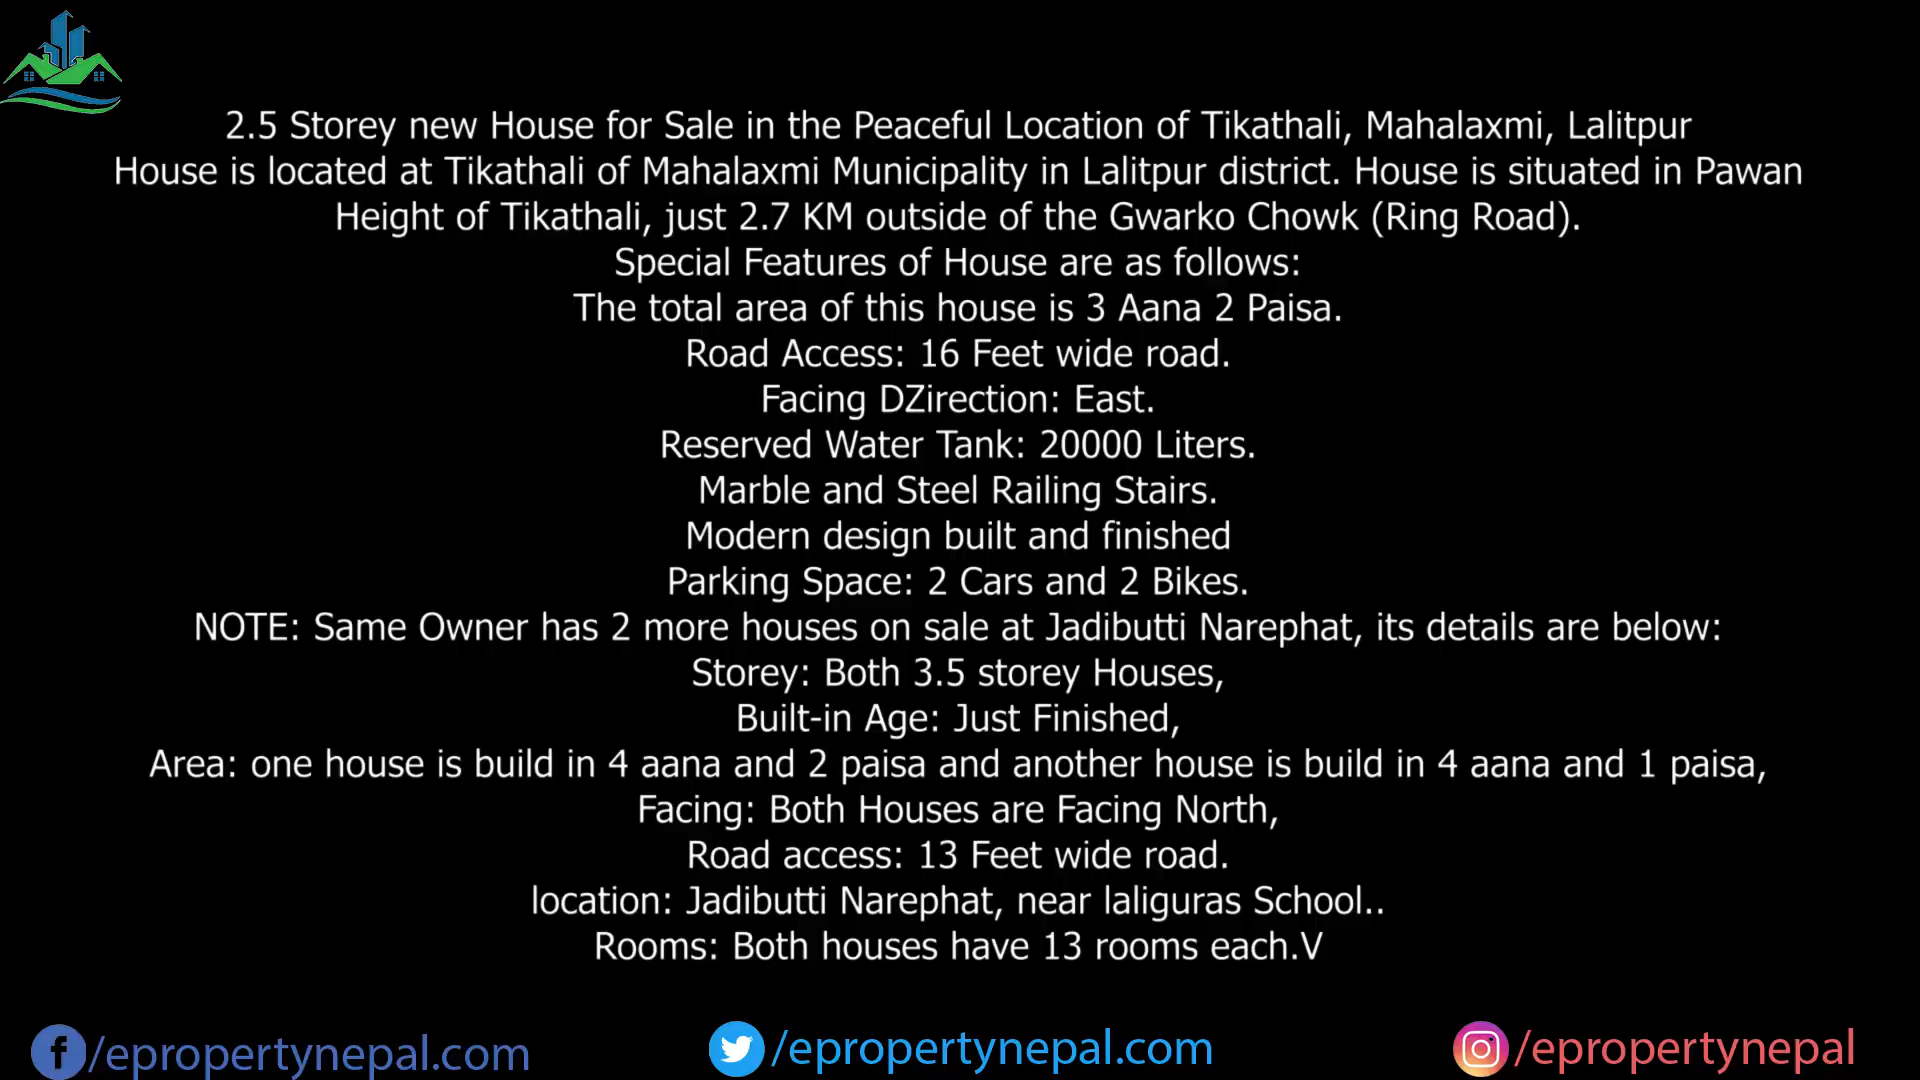 2.5 Storey new House for Sale in the Peaceful Location of Tikathali, Mahalaxmi, Lalitpur
House is located at Tikathali of Mahalaxmi Municipality in Lalitpur district. House is situated in Pawan
Height of Tikathali, just 2.7 KM outside of the Gwarko Chowk (Ring Road).
Special Features of House are as follows:
The total area of this house is 3 Aana 2 Paisa.
Road Access: 16 Feet wide road.
Facing DZirection: East.
Reserved Water Tank: 20000 Liters.
Marble and Steel Railing Stairs.
Modern design built and finished
Parking Space: 2 Cars and 2 Bikes.
NOTE: Same Owner has 2 more houses on sale at Jadibutti Narephat, its details are below:
Storey: Both 3.5 storey Houses,
Built-in Age: Just Finished,
Area: one house is build in 4 aana and 2 paisa and another house is build in 4 aana and 1 paisa,
Facing: Both Houses are Facing North,
Road access: 13 Feet wide road.
location: Jadibutti Narephat, near laliguras School..
Rooms: Both houses have 13 rooms each.V
/epropertynepal.com /epropertynepal.com /epropertynepal